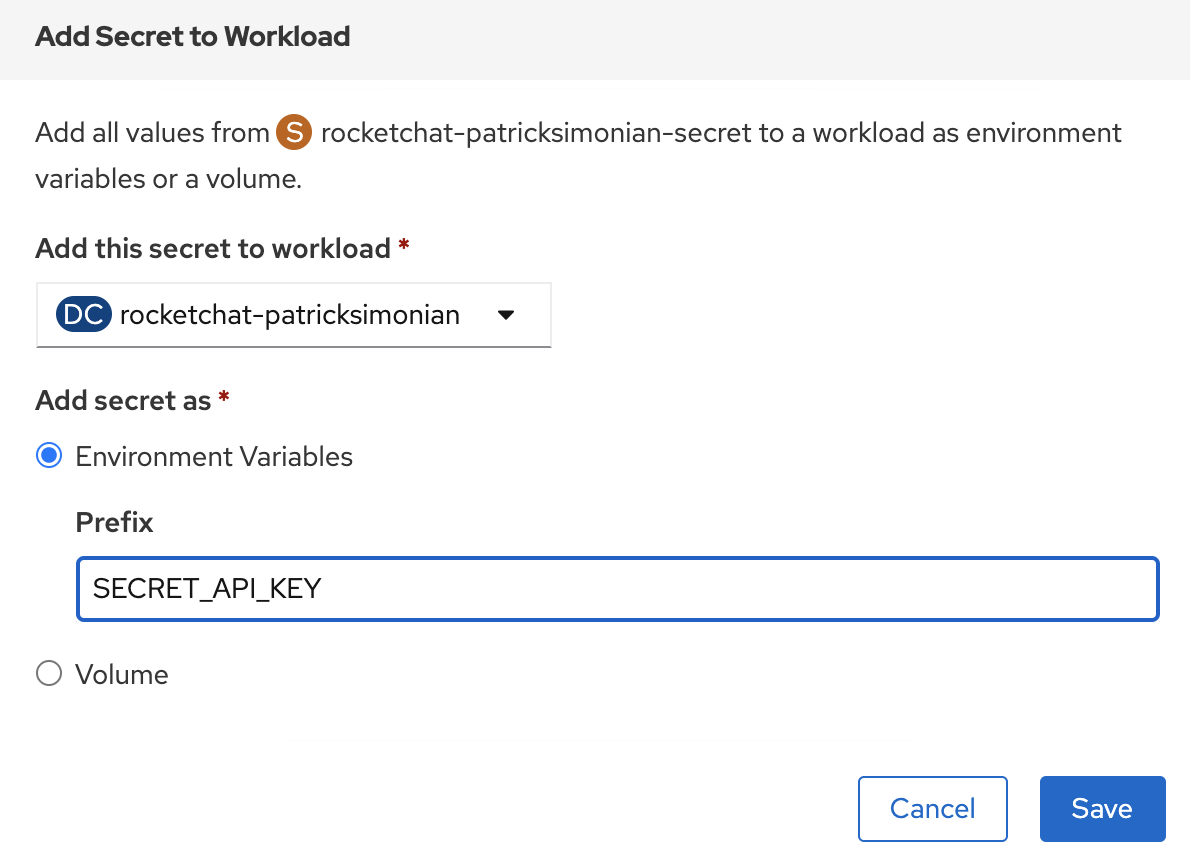 Add Secret to Workload
Add all values from S rocketchat-patricksimonian-secret to a workload as environment
variables or a volume.
Add this secret to workload *
DC rocketchat-patricksimonian
Add secret as *
Environment Variables
Prefix
SECRET_API_KEY
Volume
Cancel Save